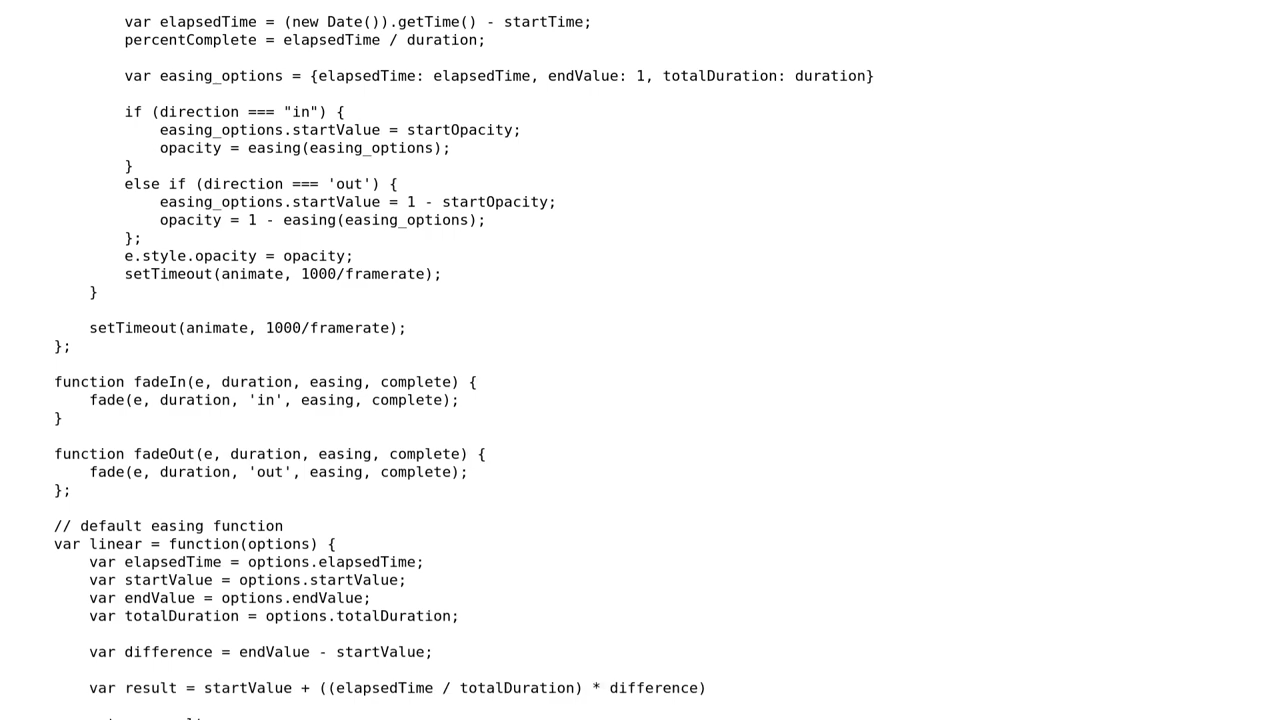 var elapsedTime = (new Date()).getTime() - startTime;
percentComplete = elapsedTime / duration;
var easing_options = {elapsedTime: elapsedTime, endValue: 1, totalDuration: duration}
if (direction === "in") {
easing_options.startValue = startOpacity;
opacity = easing(easing_options);
}
else if (direction === 'out') {
easing_options.startValue = 1 - startOpacity;
opacity = 1 - easing(easing_options);
};
e.style.opacity = opacity;
setTimeout(animate, 1000/framerate);
}
setTimeout(animate, 1000/framerate);
};
function fadeIn(e, duration, easing, complete) {
fade(e, duration, 'in', easing, complete);
}
function fadeOut(e, duration, easing, complete) {
fade(e, duration, 'out', easing, complete);
};
// default easing function
var linear = function(options) {
var elapsedTime = options.elapsedTime;
var startValue = options.startValue;
var endValue = options.endValue;
var totalDuration = options.totalDuration;
var difference = endValue - startValue;
var result = startValue + ((elapsedTime / totalDuration) * difference)